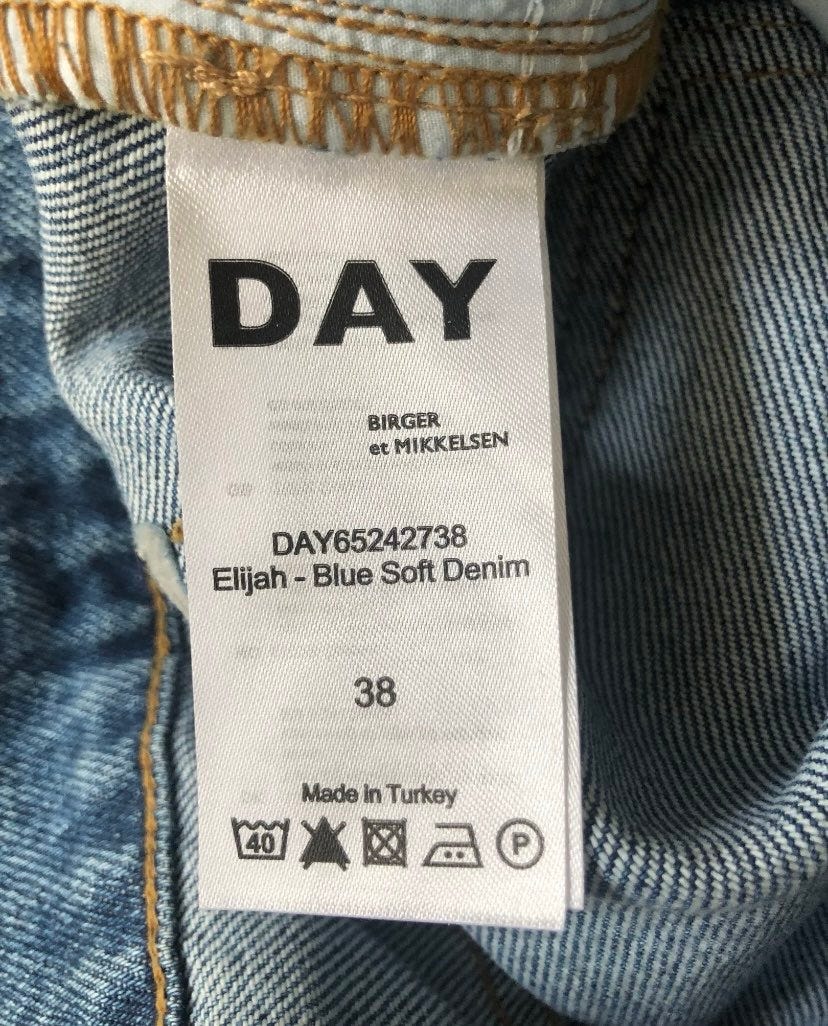 DAY
BIRGER
et MIKKELSEN
DAY65242738
Elijah - Blue Soft Denim
38
Made in Turkey
40 P